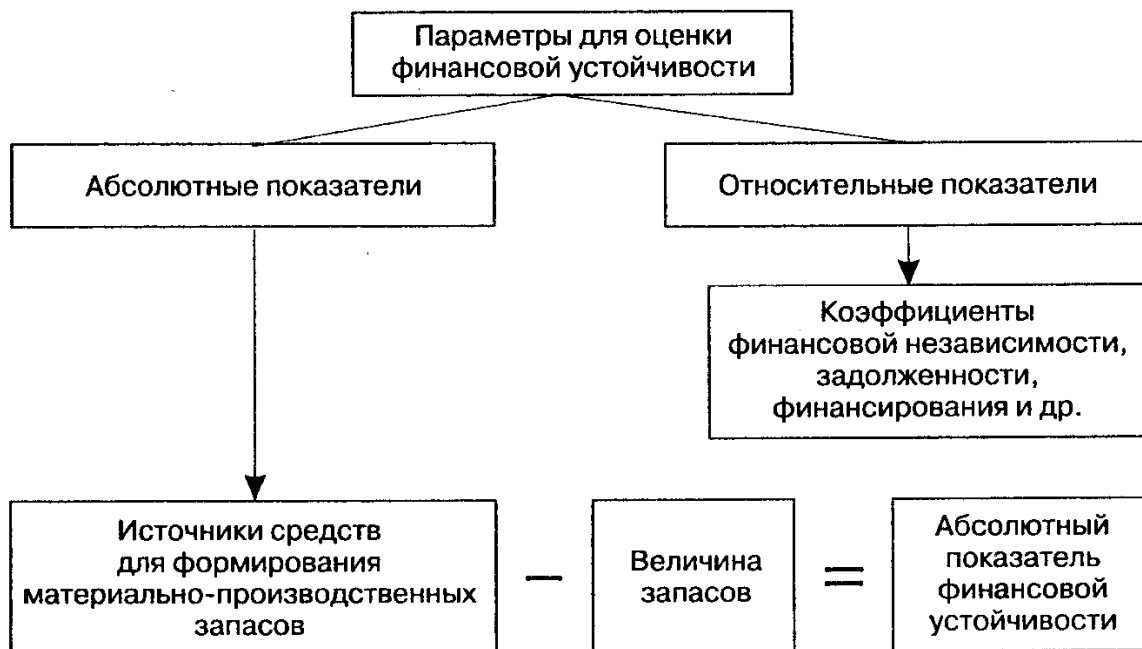 Параметры для оценки
финансовой устойчивости
Абсолютные показатели
Относительные показатели
Коэффициенты
финансовой независимости,
задолженности,
финансирования и др.
Источники средств
для формирования
материально-производственных
запасов
–
Величина
запасов
=
Абсолютный
показатель
финансовой
устойчивости